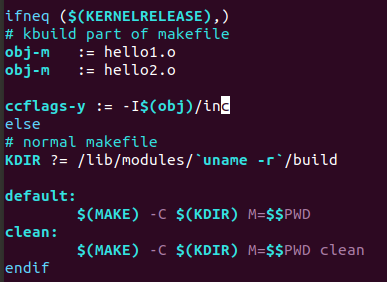 ifneq ($(KERNELRELEASE),)
# kbuild part of makefile
obj-m   := hello1.o
obj-m   := hello2.o

ccflags-y := -I$(obj)/inc
else
# normal makefile
KDIR ?= /lib/modules/`uname -r`/build

default:
        $(MAKE) -C $(KDIR) M=$$PWD
clean:
        $(MAKE) -C $(KDIR) M=$$PWD clean
endif